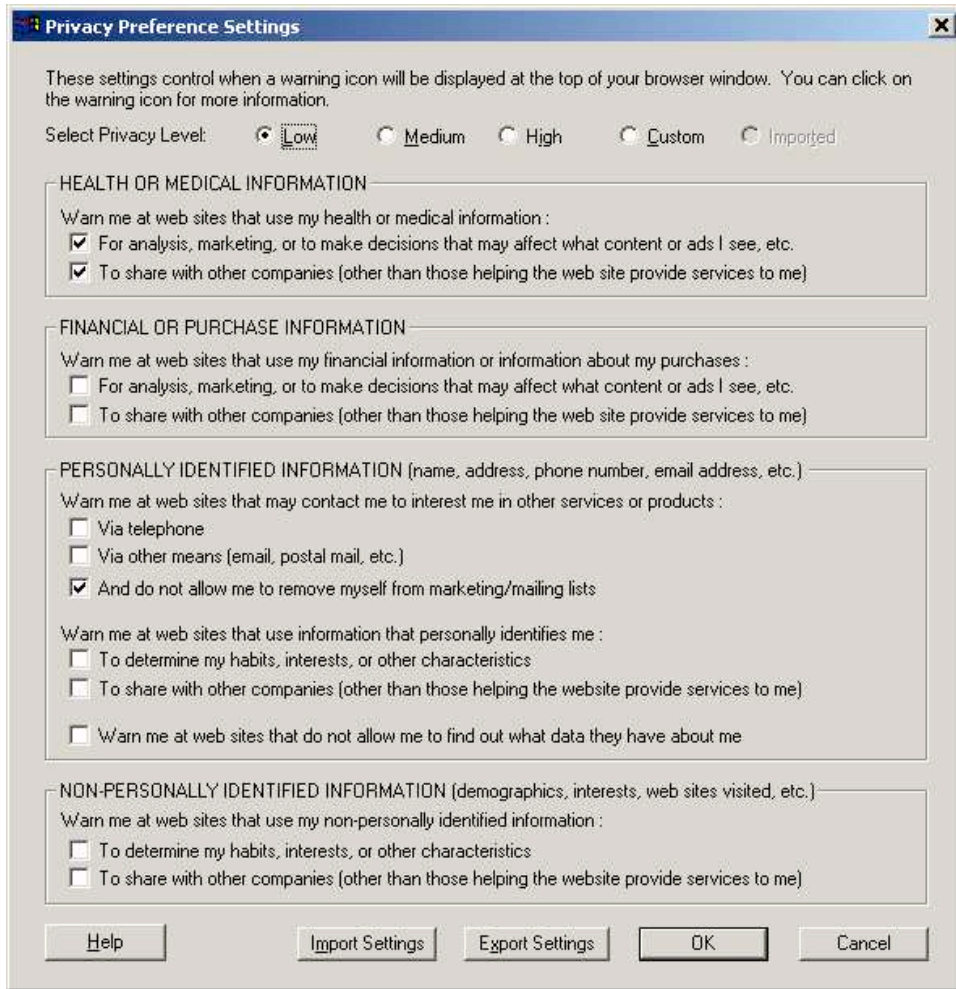 Privacy Preference Settings
These settings control when a warning icon will be displayed at the top of your browser window. You can click on
the warning icon for more information.
Select Privacy Level: Low Medium High Custom Imported
HEALTH OR MEDICAL INFORMATION
Warn me at web sites that use my health or medical information :
For analysis, marketing, or to make decisions that may affect what content or ads I see, etc.
To share with other companies (other than those helping the web site provide services to me)
FINANCIAL OR PURCHASE INFORMATION
Warn me at web sites that use my financial information or information about my purchases :
For analysis, marketing, or to make decisions that may affect what content or ads I see, etc.
To share with other companies (other than those helping the web site provide services to me)
PERSONALLY IDENTIFIED INFORMATION (name, address, phone number, email address, etc.)
Warn me at web sites that may contact me to interest me in other services or products :
Via telephone
Via other means (email, postal mail, etc.)
And do not allow me to remove myself from marketing/mailing lists
Warn me at web sites that use information that personally identifies me :
To determine my habits, interests, or other characteristics
To share with other companies (other than those helping the website provide services to me)
Warn me at web sites that do not allow me to find out what data they have about me
NON-PERSONALLY IDENTIFIED INFORMATION (demographics, interests, web sites visited, etc.)
Warn me at web sites that use my non-personally identified information :
To determine my habits, interests, or other characteristics
To share with other companies (other than those helping the website provide services to me)
Help Import Settings Export Settings OK Cancel